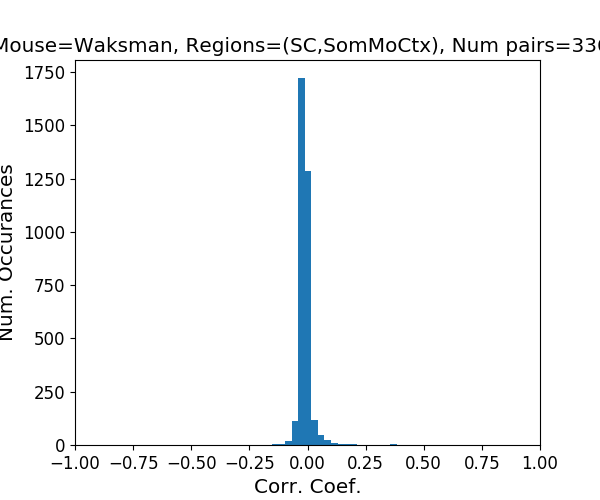 Mouse=Waksman, Regions=(SC,SomMoCtx), Num pairs=336
1750
1500
1250
1000
750
500
250
0
Num. Occurances
−1.00 −0.75 −0.50 −0.25 0.00 0.25 0.50 0.75 1.00
Corr. Coef.